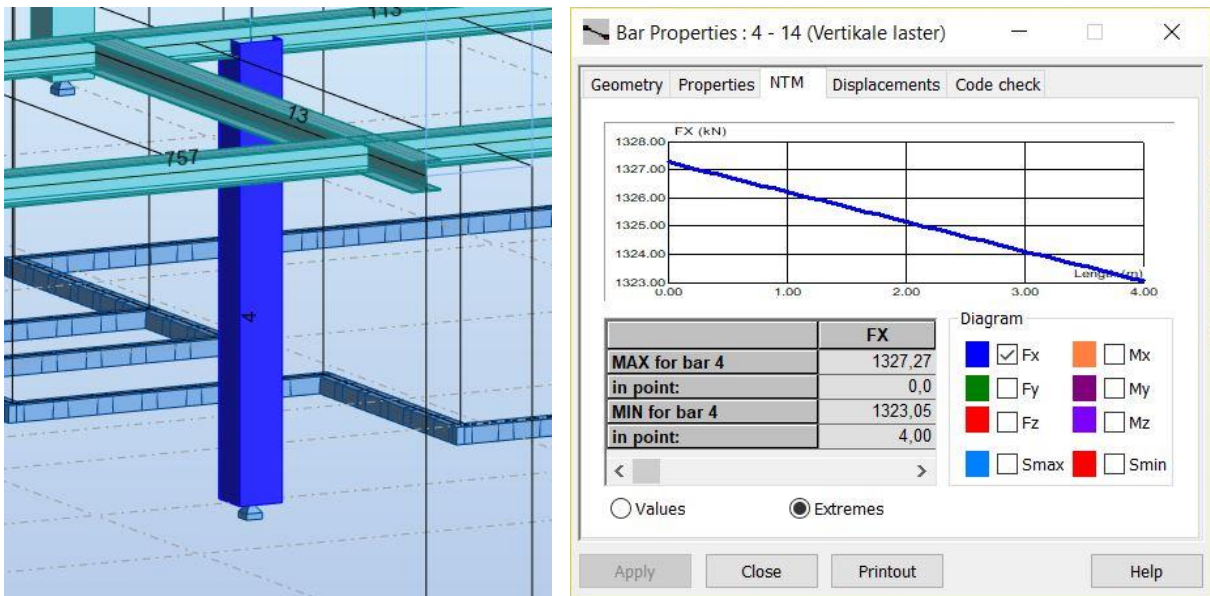 113
13
757
4
Bar Properties : 4 - 14 (Vertikale laster)
Geometry Properties NTM Displacements Code check
FX (kN)
1328.00
1327.00
1326.00
1325.00
1324.00
1323.00
Length (m)
0.00 1.00 2.00 3.00 4.00
FX
MAX for bar 4 1327,27
in point: 0,0
MIN for bar 4 1323,05
in point: 4,00
Diagram
Fx Mx
Fy My
Fz Mz
Smax Smin
Values Extremes
Apply Close Printout Help